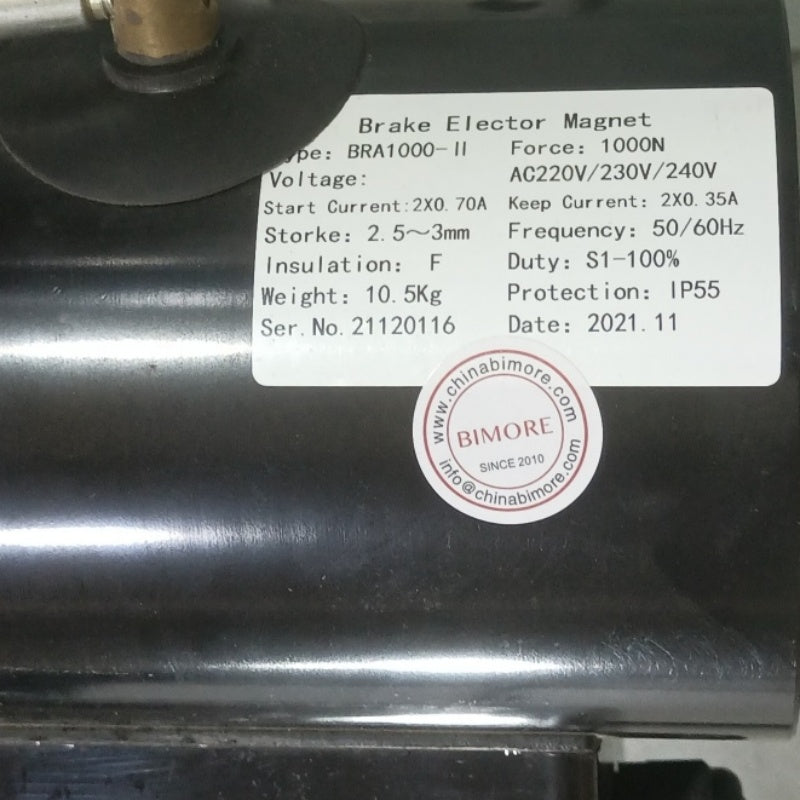 Brake Elector Magnet
ype: BRA1000-II Force: 1000N
Voltage: AC220V/230V/240V
Start Current:2X0.70A Keep Current: 2X0.35A
Storke: 2.5~3mm Frequency: 50/60Hz
Insulation: F Duty: S1-100%
Weight: 10.5Kg Protection: IP55
Ser.No.21120116 Date: 2021.11
www.chinabimore.com
BIMORE
SINCE 2010
info@chinabimore.com